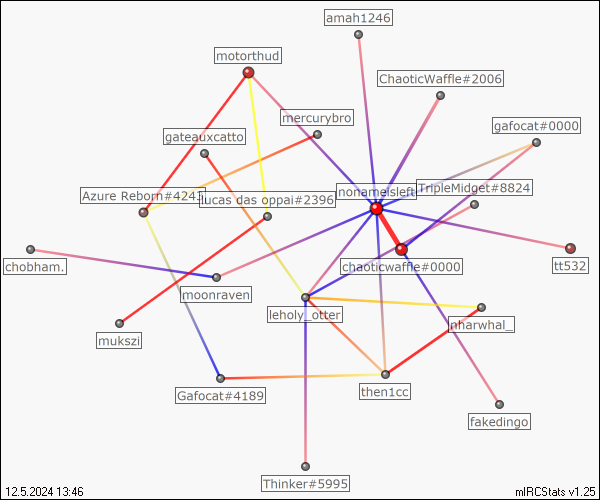 amah1246
motorthud
ChaoticWaffle#2006
mercurybro
gafocat#0000
gateauxcatto
nonameisleft
TripleMidget#8824
Azure Reborn#4243
lucas das oppai#2396
chobham.
chaoticwaffle#0000
tt532
moonraven
leholy_otter
nharwhal_
mukszi
Gafocat#4189
then1cc
fakedingo
Thinker#5995
12.5.2024 13:46
mIRCStats v1.25